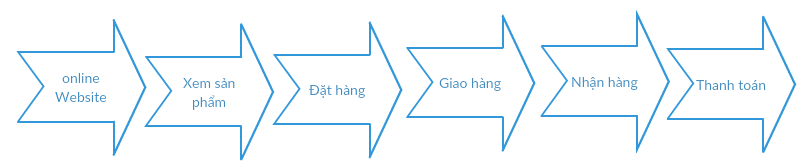 online
Website
Xem sản
phẩm
Đặt hàng
Giao hàng
Nhận hàng
Thanh toán